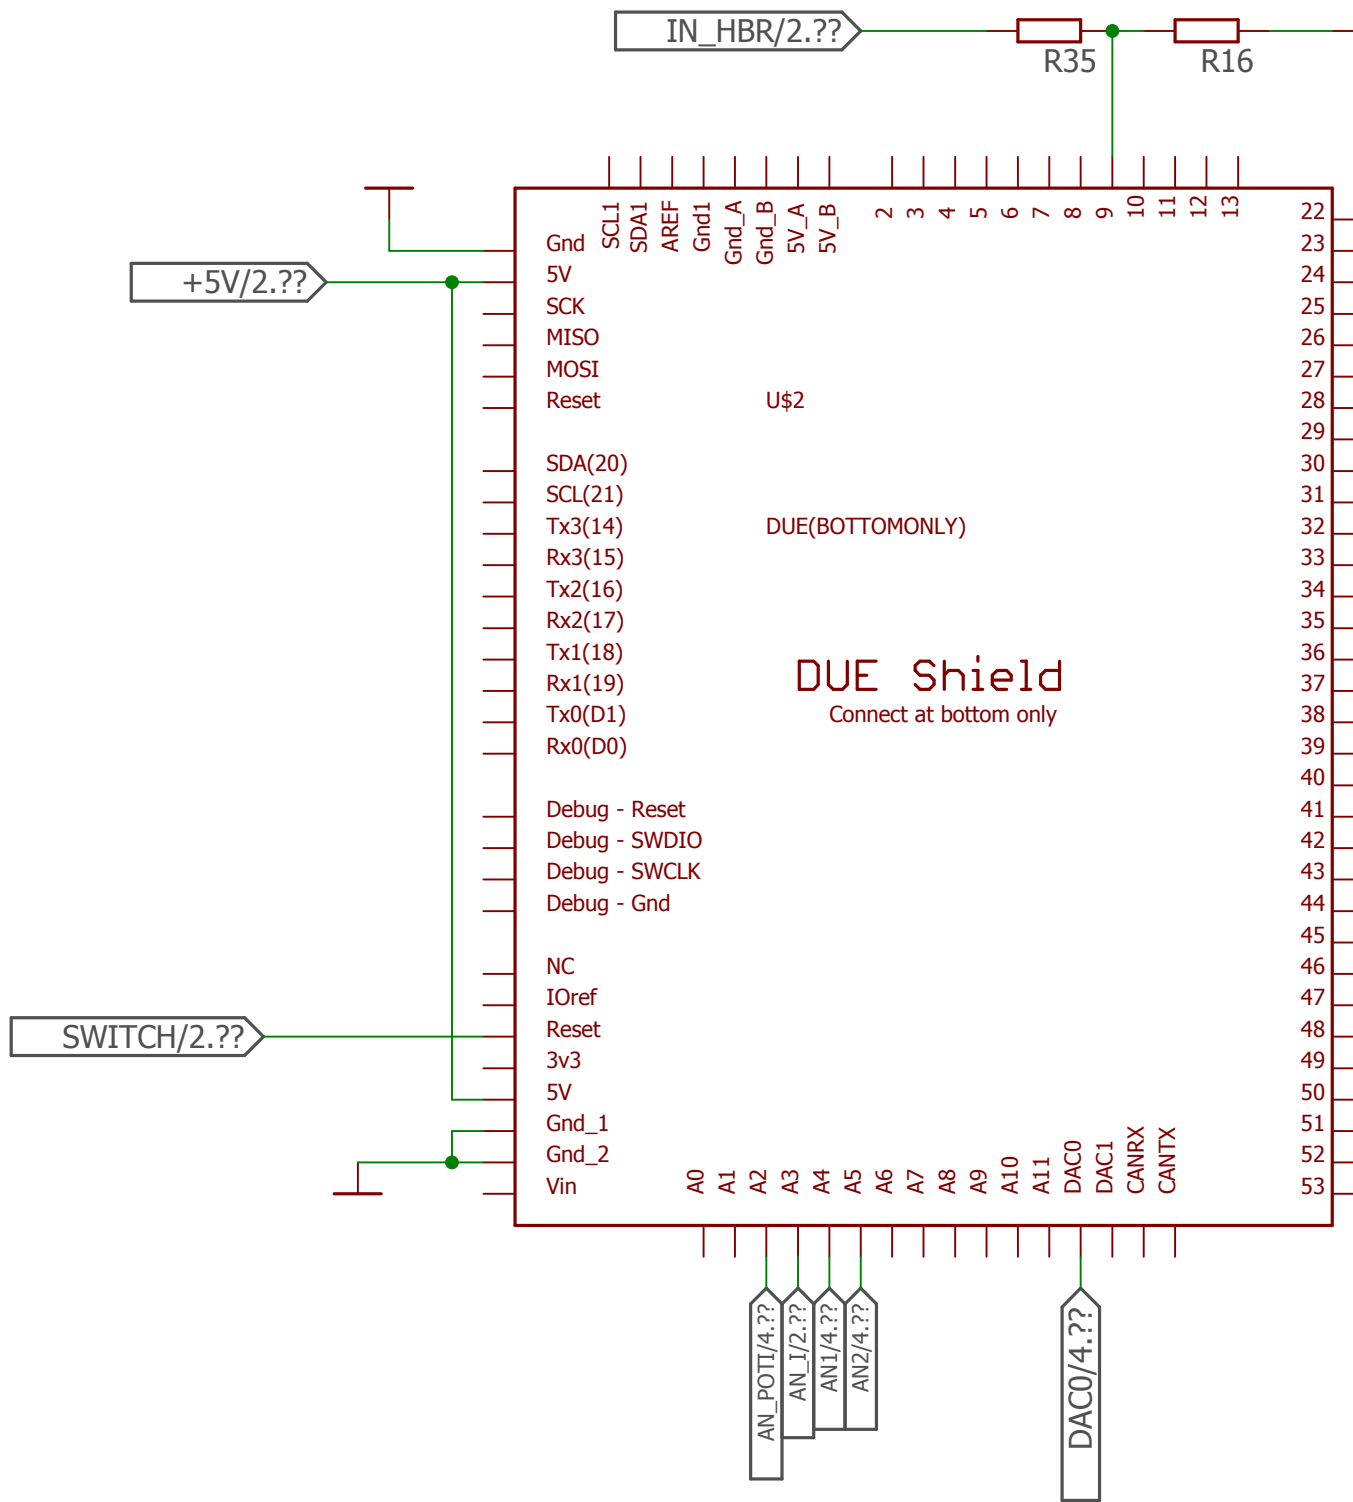 IN_HBR/2.??
R35
R16
SCL1
SDA1
AREF
Gnd1
Gnd_A
Gnd_B
5V_A
5V_B
2
3
4
5
6
7
8
9
10
11
12
13
22
Gnd
23
+5V/2.??
5V
24
SCK
25
MISO
26
MOSI
27
Reset
U$2
28
29
SDA(20)
30
SCL(21)
31
Tx3(14)
DUE(BOTTOMONLY)
32
Rx3(15)
33
Tx2(16)
34
Rx2(17)
35
Tx1(18)
36
DUE Shield
Rx1(19)
37
Tx0(D1)
Connect at bottom only
38
Rx0(D0)
39
40
Debug - Reset
41
Debug - SWDIO
42
Debug - SWCLK
43
Debug - Gnd
44
45
NC
46
IOref
47
SWITCH/2.??
Reset
48
3v3
49
5V
50
Gnd_1
51
Gnd_2
52
Vin
53
A0
A1
A2
A3
A4
A5
A6
A7
A8
A9
A10
A11
DAC0
DAC1
CANRX
CANTX
AN_POTI/4.??
AN_I/2.??
AN1/4.??
AN2/4.??
DAC0/4.??